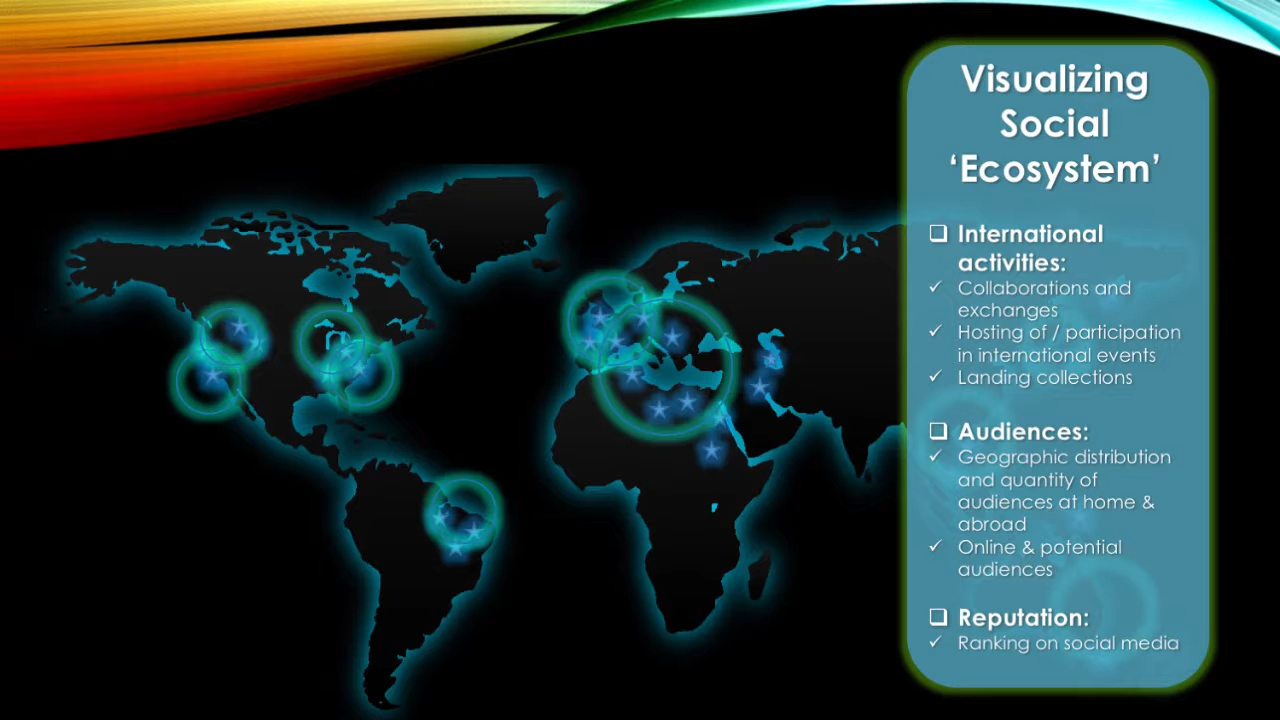 Visualizing
Social
‘Ecosystem’
❑ International
activities:
✓ Collaborations and
exchanges
✓ Hosting of / participation
in international events
✓ Landing collections
❑ Audiences:
✓ Geographic distribution
and quantity of
audiences at home &
abroad
✓ Online & potential
audiences
❑ Reputation:
✓ Ranking on social media